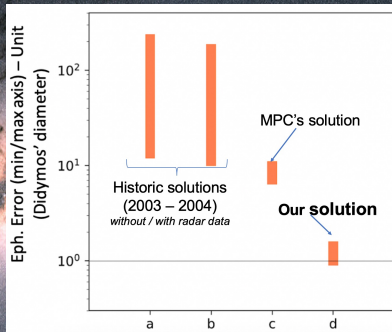 Eph. Error (min/max axis) – Unit
(Didymos' diameter)
10²
10¹
10⁰
MPC's solution
Historic solutions
(2003 – 2004)
without / with radar data
Our solution
a b c d